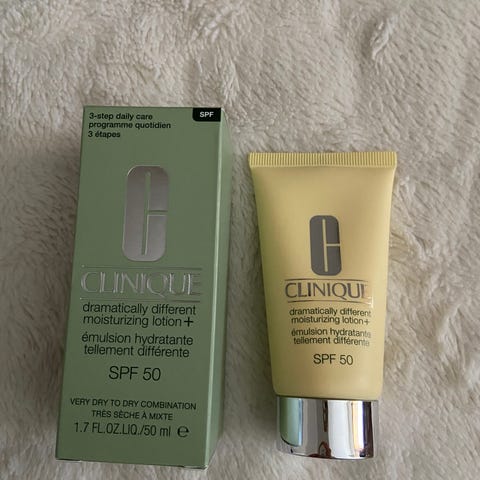 3-step daily care
programme quotidien
3 étapes
SPF
CLINIQUE
dramatically different
moisturizing lotion+
émulsion hydratante
tellement différente
SPF 50
VERY DRY TO DRY COMBINATION
TRÈS SÈCHE À MIXTE
1.7 FL.OZ.LIQ./50 ml e
CLINIQUE
dramatically different
moisturizing lotion+
émulsion hydratante
tellement différente
SPF 50